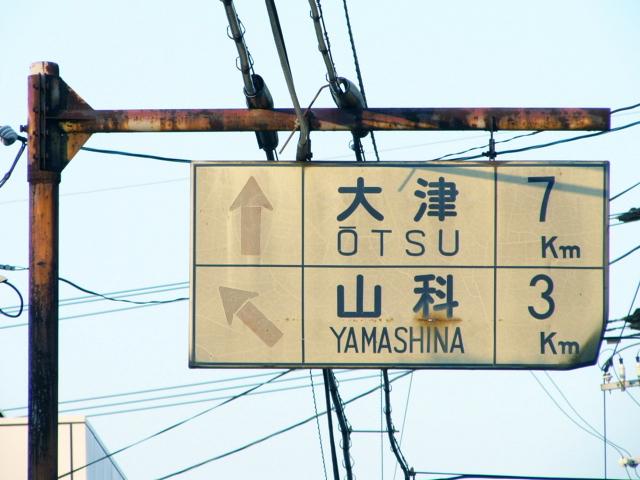 大津 7
ŌTSU Km
山科 3
YAMASHINA Km